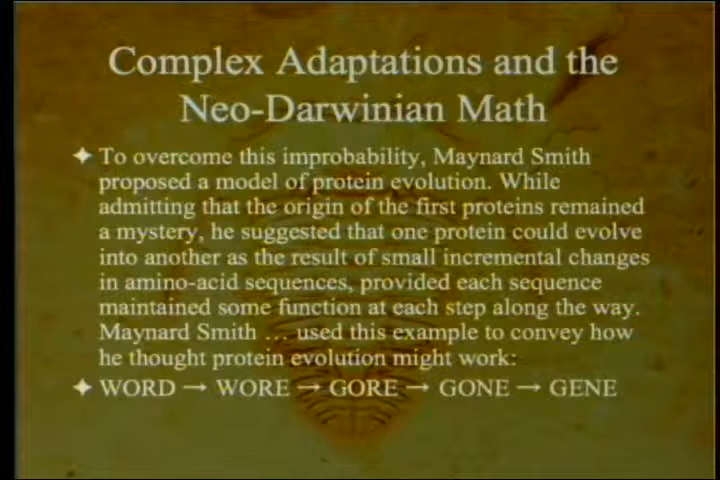 Complex Adaptations and the
Neo-Darwinian Math
To overcome this improbability, Maynard Smith
proposed a model of protein evolution. While
admitting that the origin of the first proteins remained
a mystery, he suggested that one protein could evolve
into another as the result of small incremental changes
in amino-acid sequences, provided each sequence
maintained some function at each step along the way.
Maynard Smith … used this example to convey how
he thought protein evolution might work:
WORD → WORE → GORE → GONE → GENE